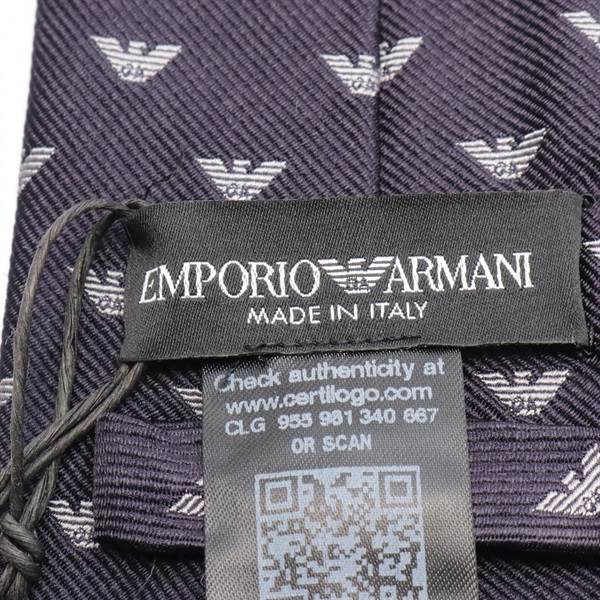 EMPORIO ARMANI
MADE IN ITALY
Check authenticity at
www.certilogo.com
CLG 955 981 340 667
OR SCAN